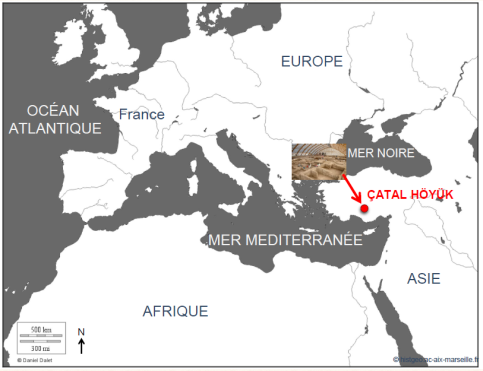 EUROPE
OCÉAN
ATLANTIQUE
France
MER NOIRE
ÇATAL HÖYÜK
MER MEDITERRANÉE
ASIE
AFRIQUE
500 km
300 mi
N
© Daniel Dalet